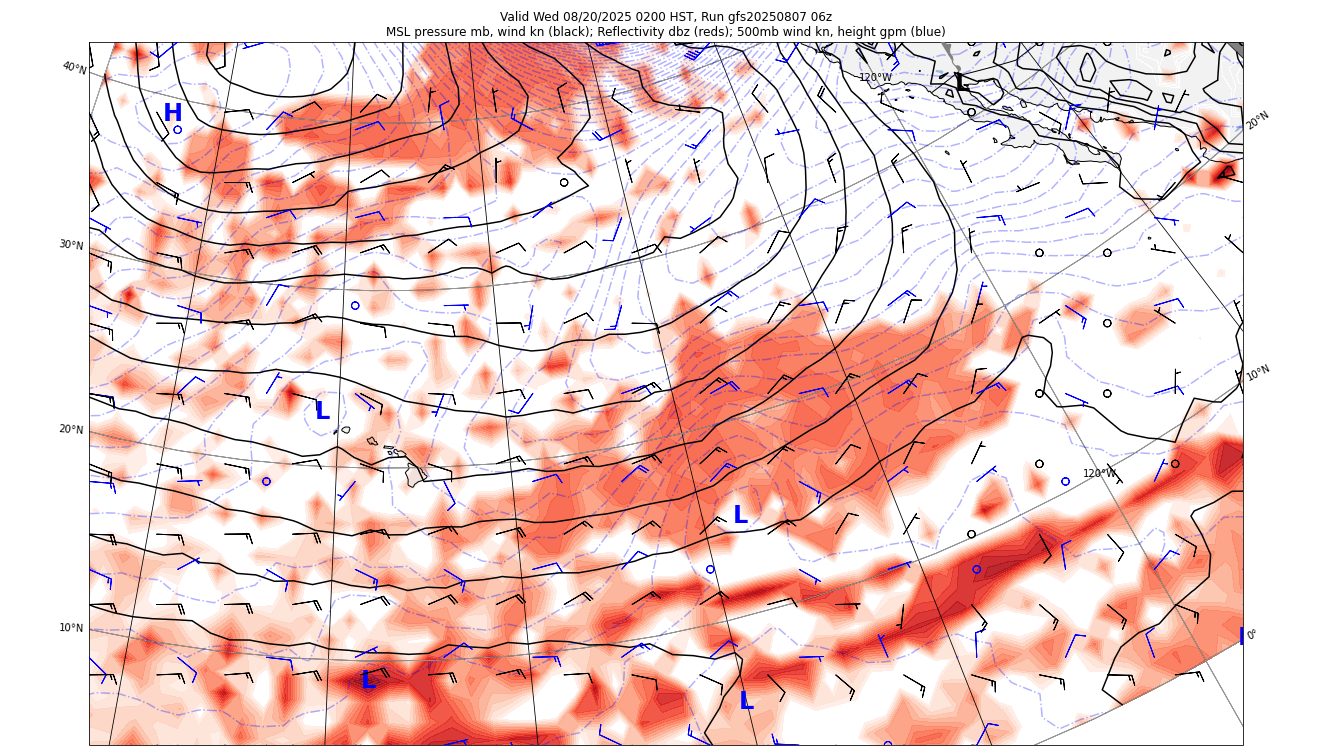 Valid Wed 08/20/2025 0200 HST, Run gfs20250807 06z
MSL pressure mb, wind kn (black); Reflectivity dbz (reds); 500mb wind kn, height gpm (blue)
40°N
120°W
L
H
20°N
30°N
10°N
L
20°N
120°W
L
10°N
0°
L
L